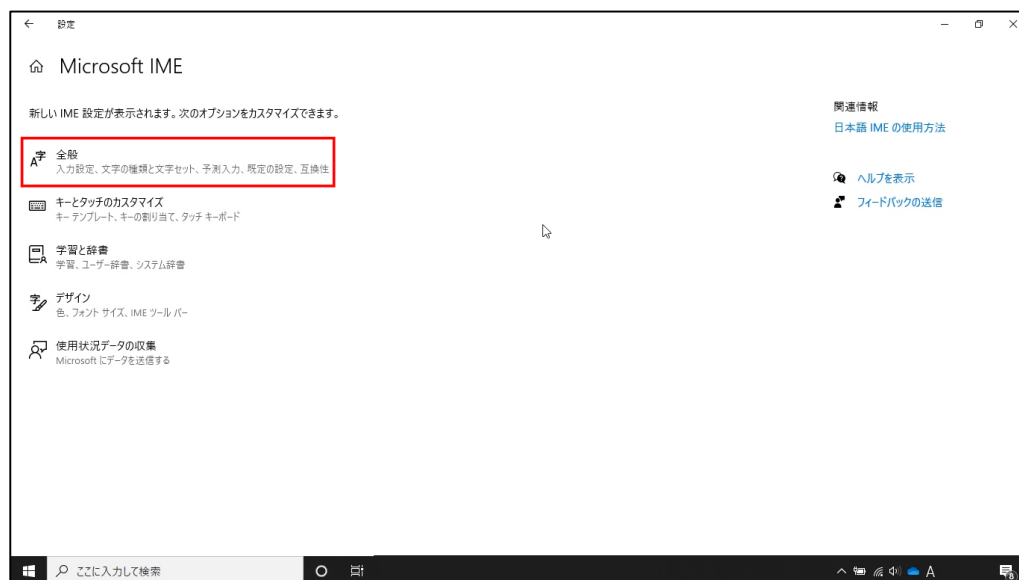 設定
Microsoft IME
新しい IME 設定が表示されます。次のオプションをカスタマイズできます。
全般
入力設定、文字の種類と文字セット、予測入力、既定の設定、互換性
キーとタッチのカスタマイズ
キー テンプレート、キーの割り当て、タッチ キーボード
学習と辞書
学習、ユーザー辞書、システム辞書
デザイン
色、フォント サイズ、IME ツール バー
使用状況データの収集
Microsoft にデータを送信する
関連情報
日本語 IME の使用方法
ヘルプを表示
フィードバックの送信
ここに入力して検索
A
8